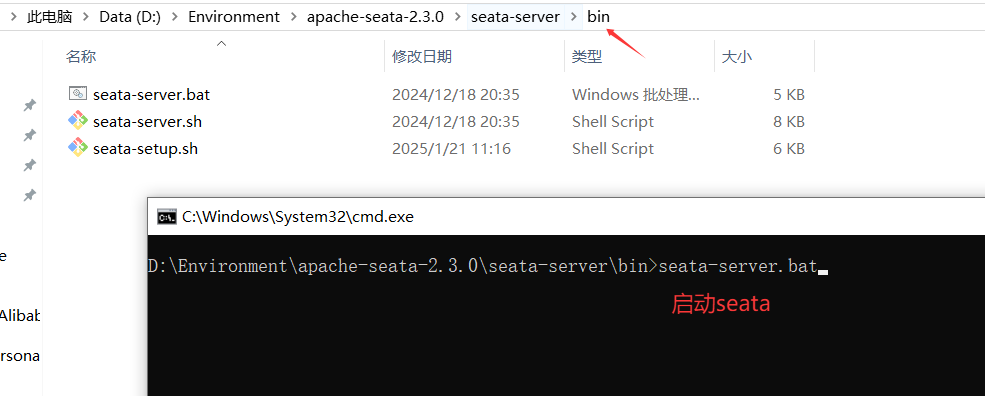 此电脑 > Data (D:) > Environment > apache-seata-2.3.0 > seata-server > bin
名称 修改日期 类型 大小
seata-server.bat 2024/12/18 20:35 Windows 批处理... 5 KB
seata-server.sh 2024/12/18 20:35 Shell Script 8 KB
seata-setup.sh 2025/1/21 11:16 Shell Script 6 KB
C:\Windows\System32\cmd.exe
e
D:\Environment\apache-seata-2.3.0\seata-server\bin>seata-server.bat
启动seata
Alibab
rsona